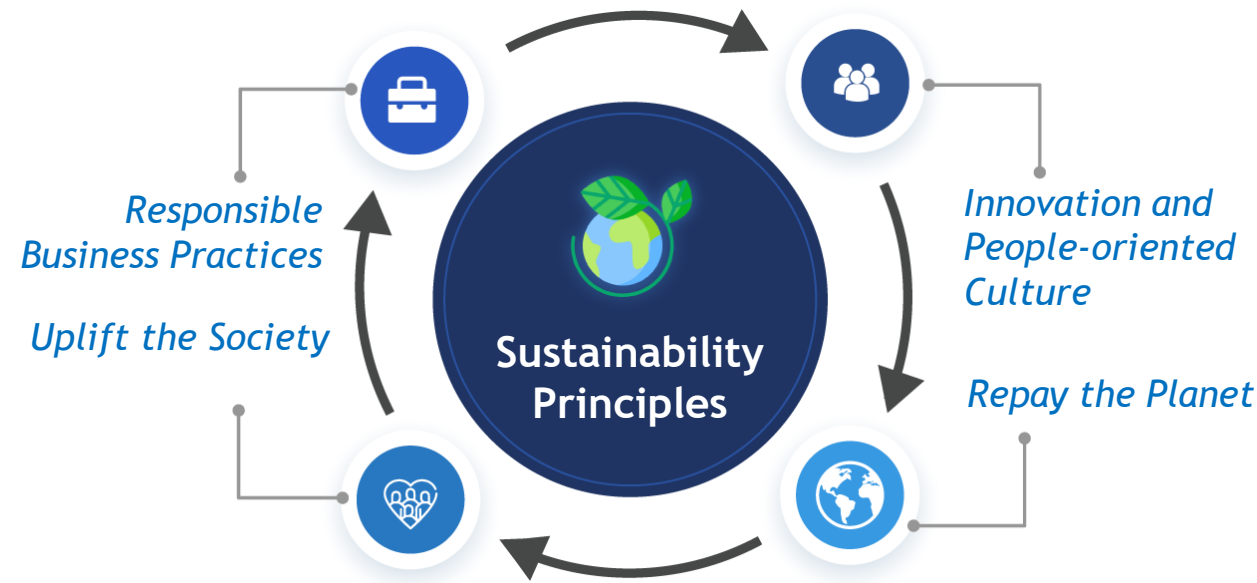 Responsible
Business Practices
Uplift the Society
Sustainability
Principles
Innovation and
People-oriented
Culture
Repay the Planet